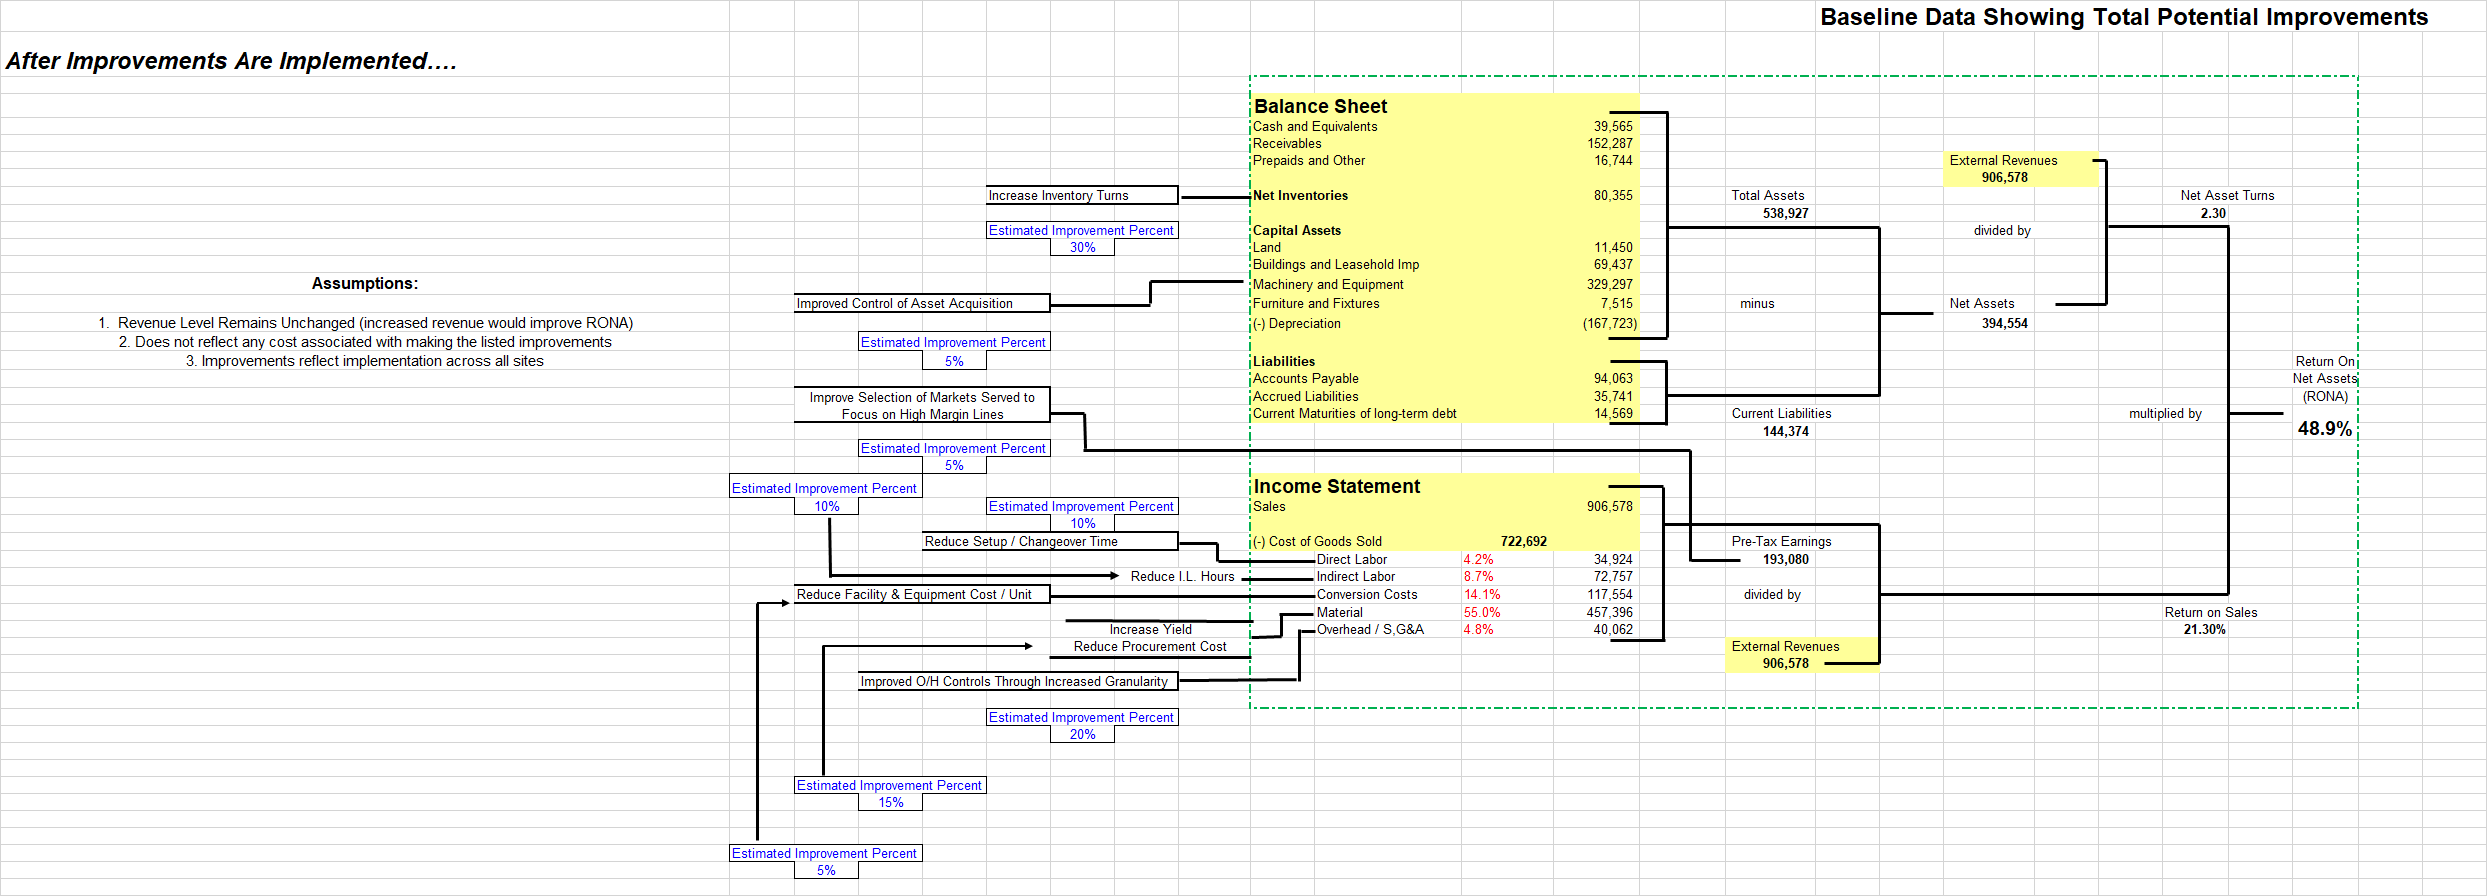 Baseline Data Showing Total Potential Improvements
After Improvements Are Implemented....
Assumptions:
1. Revenue Level Remains Unchanged (increased revenue would improve RONA)
2. Does not reflect any cost associated with making the listed improvements
3. Improvements reflect implementation across all sites
Increase Inventory Turns
Estimated Improvement Percent
30%
Improved Control of Asset Acquisition
Estimated Improvement Percent
5%
Improve Selection of Markets Served to
Focus on High Margin Lines
Estimated Improvement Percent
5%
Estimated Improvement Percent
10%
Estimated Improvement Percent
10%
Reduce Setup / Changeover Time
Reduce I.L. Hours
Reduce Facility & Equipment Cost / Unit
Increase Yield
Reduce Procurement Cost
Improved O/H Controls Through Increased Granularity
Estimated Improvement Percent
20%
Estimated Improvement Percent
15%
Estimated Improvement Percent
5%
Balance Sheet
Cash and Equivalents 39,565
Receivables 152,287
Prepaids and Other 16,744
Net Inventories 80,355
Capital Assets
Land 11,450
Buildings and Leasehold Imp 69,437
Machinery and Equipment 329,297
Furniture and Fixtures 7,515
(-) Depreciation (167,723)
Liabilities
Accounts Payable 94,063
Accrued Liabilities 35,741
Current Maturities of long-term debt 14,569
Income Statement
Sales 906,578
(-) Cost of Goods Sold 722,692
Direct Labor 4.2% 34,924
Indirect Labor 8.7% 72,757
Conversion Costs 14.1% 117,554
Material 55.0% 457,396
Overhead / S,G&A 4.8% 40,062
Total Assets
538,927
minus
Current Liabilities
144,374
Pre-Tax Earnings
193,080
divided by
External Revenues
906,578
External Revenues
906,578
divided by
Net Assets
394,554
Net Asset Turns
2.30
multiplied by
Return on Sales
21.30%
Return On
Net Assets
(RONA)
48.9%